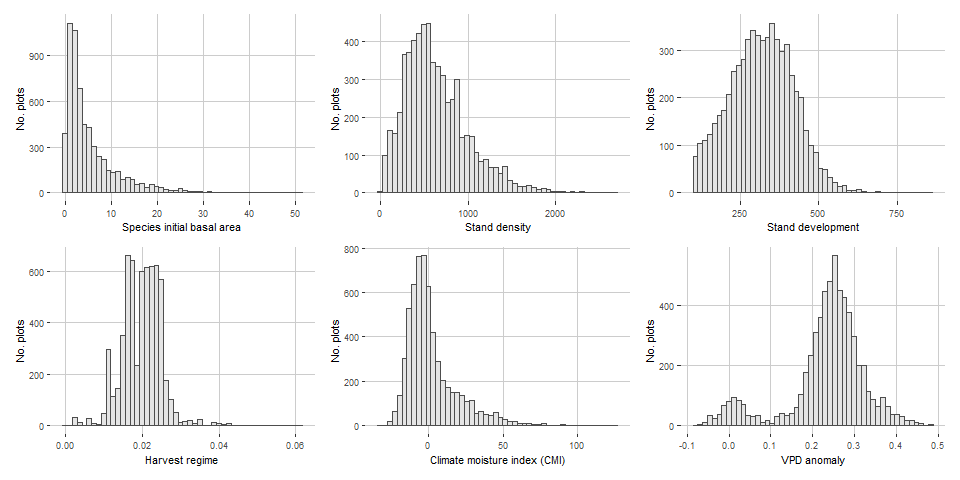 No. plots
900
600
300
0
0 10 20 30 40 50
Species initial basal area
No. plots
400
300
200
100
0
0 1000 2000
Stand density
No. plots
300
200
100
0
250 500 750
Stand development
No. plots
600
400
200
0
0.00 0.02 0.04 0.06
Harvest regime
No. plots
800
600
400
200
0
0 50 100
Climate moisture index (CMI)
No. plots
400
200
0
-0.1 0.0 0.1 0.2 0.3 0.4 0.5
VPD anomaly